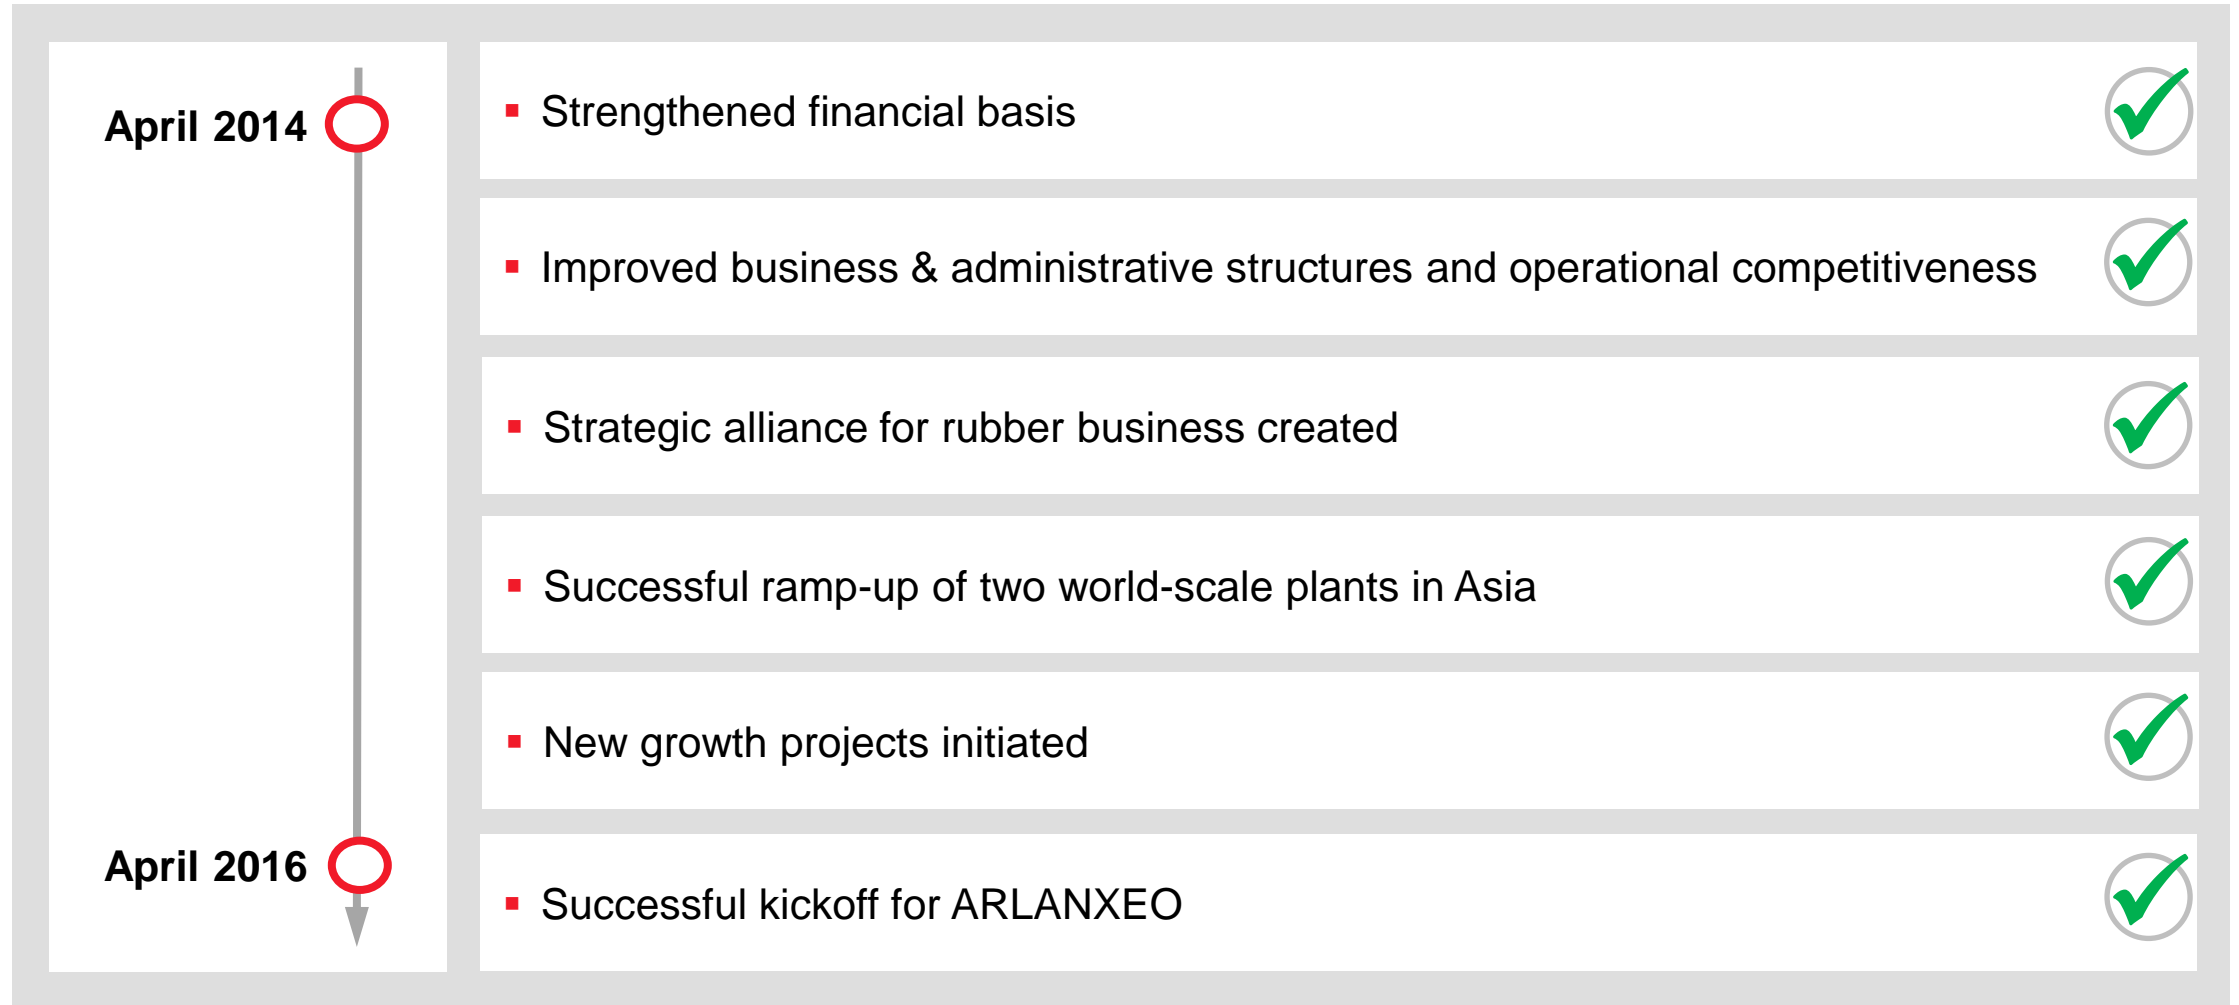 April 2014
▪ Strengthened financial basis
▪ Improved business & administrative structures and operational competitiveness
▪ Strategic alliance for rubber business created
▪ Successful ramp-up of two world-scale plants in Asia
▪ New growth projects initiated
April 2016
▪ Successful kickoff for ARLANXEO